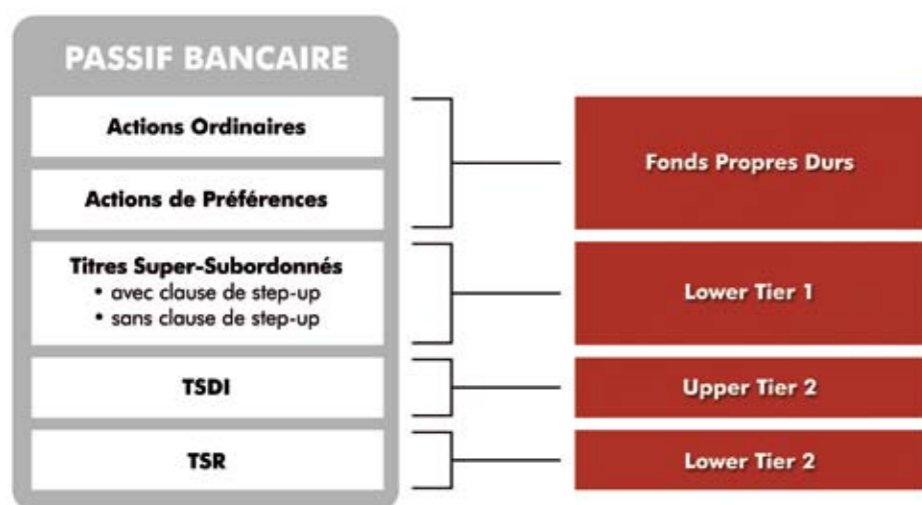 PASSIF BANCAIRE
Actions Ordinaires
Actions de Préférences
Fonds Propres Durs
Titres Super-Subordonnés
• avec clause de step-up
• sans clause de step-up
Lower Tier 1
TSDI
Upper Tier 2
TSR
Lower Tier 2